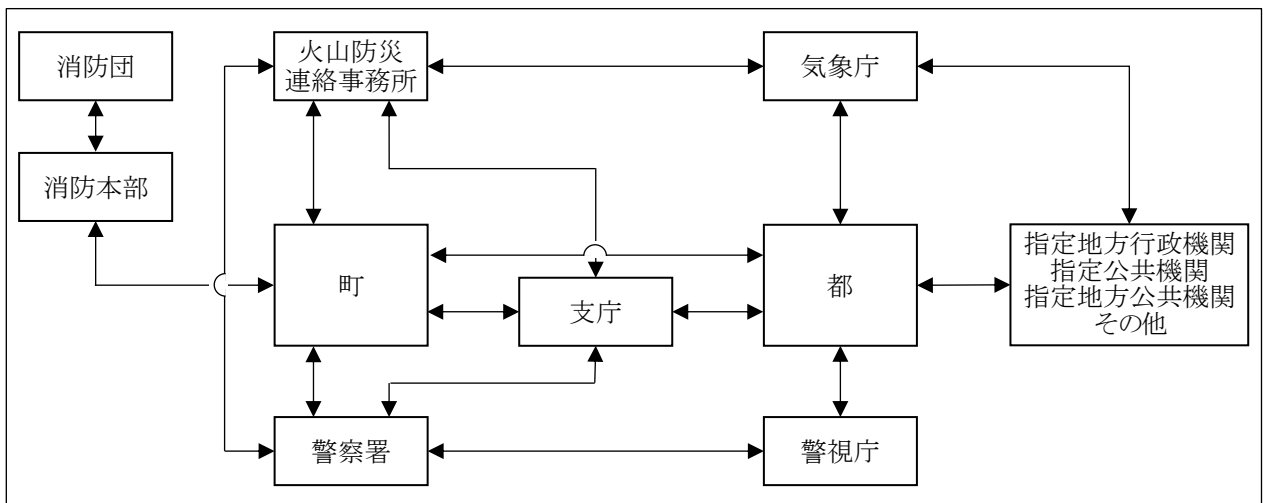 消防団
火山防災
連絡事務所
気象庁
消防本部
町
支庁
都
指定地方行政機関
指定公共機関
指定地方公共機関
その他
警察署
警視庁